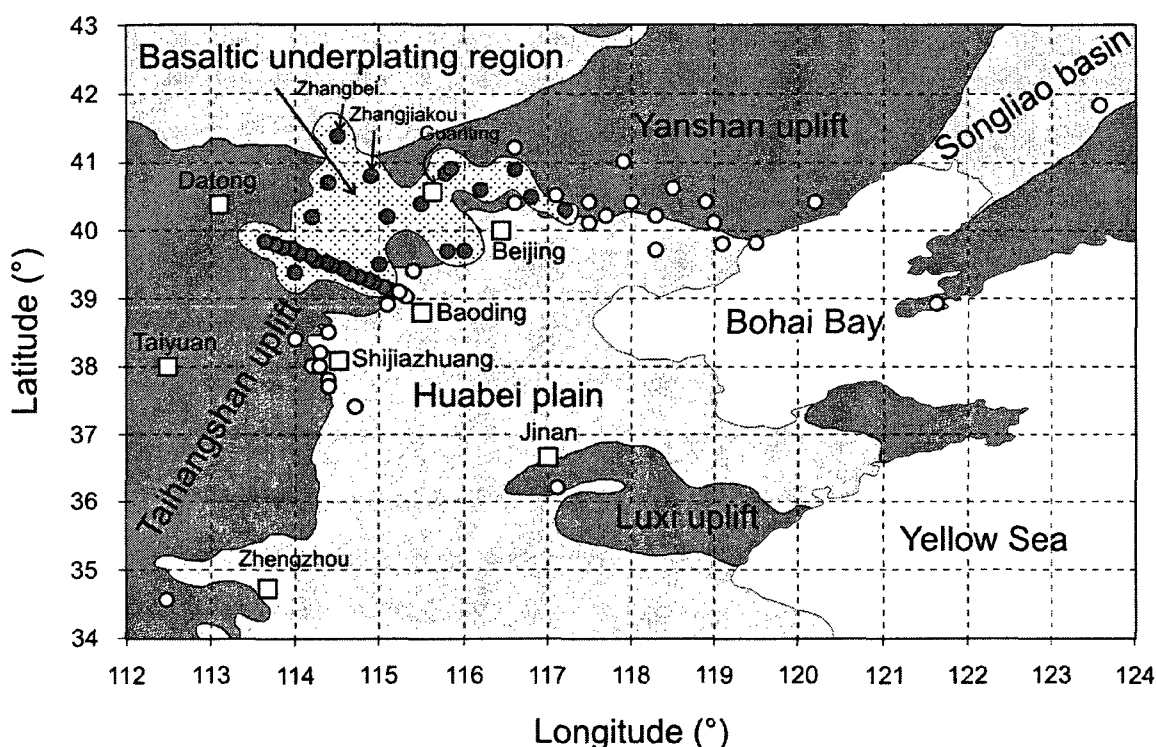 43
42
41
40
39
38
37
36
35
34
Latitude (°)
Basaltic underplating region
Zhangbei
Zhangjiakou
Guanting
Yanshan uplift
Songliao basin
Datong
Beijing
Baoding
Bohai Bay
Taiyuan
Taihangshan uplift
Shijiazhuang
Huabei plain
Jinan
Luxi uplift
Yellow Sea
Zhengzhou
112 113 114 115 116 117 118 119 120 121 122 123 124
Longitude (°)